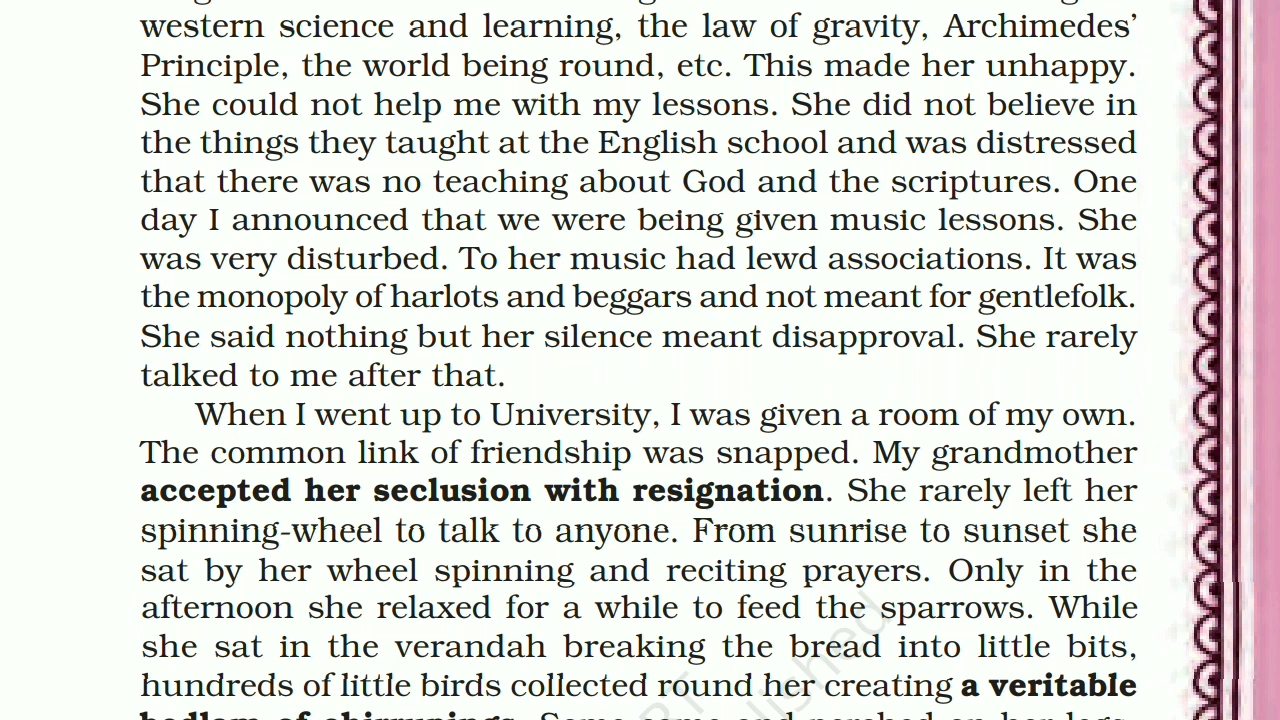 western science and learning, the law of gravity, Archimedes’
Principle, the world being round, etc. This made her unhappy.
She could not help me with my lessons. She did not believe in
the things they taught at the English school and was distressed
that there was no teaching about God and the scriptures. One
day I announced that we were being given music lessons. She
was very disturbed. To her music had lewd associations. It was
the monopoly of harlots and beggars and not meant for gentlefolk.
She said nothing but her silence meant disapproval. She rarely
talked to me after that.
When I went up to University, I was given a room of my own.
The common link of friendship was snapped. My grandmother
accepted her seclusion with resignation. She rarely left her
spinning-wheel to talk to anyone. From sunrise to sunset she
sat by her wheel spinning and reciting prayers. Only in the
afternoon she relaxed for a while to feed the sparrows. While
she sat in the verandah breaking the bread into little bits,
hundreds of little birds collected round her creating a veritable
bedlam of chirrupings. Some came and perched on her legs,